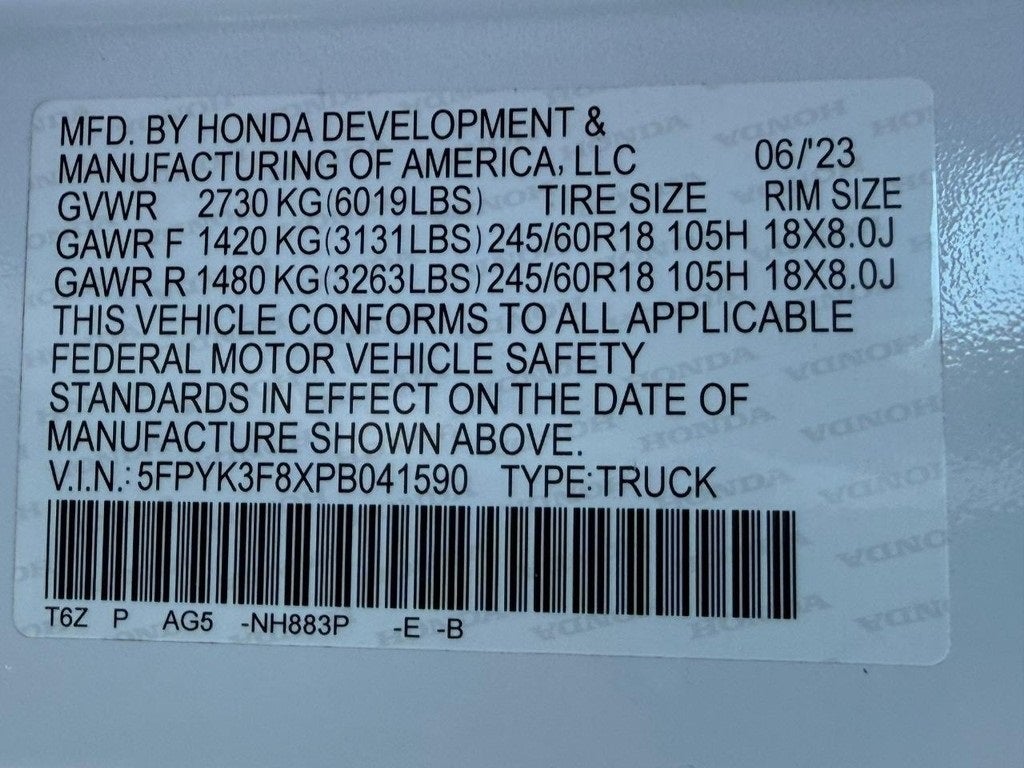 MFD. BY HONDA DEVELOPMENT &
MANUFACTURING OF AMERICA, LLC 06/'23
GVWR 2730 KG(6019LBS) TIRE SIZE RIM SIZE
GAWR F 1420 KG(3131LBS) 245/60R18 105H 18X8.0J
GAWR R 1480 KG(3263LBS) 245/60R18 105H 18X8.0J
THIS VEHICLE CONFORMS TO ALL APPLICABLE
FEDERAL MOTOR VEHICLE SAFETY
STANDARDS IN EFFECT ON THE DATE OF
MANUFACTURE SHOWN ABOVE.
V.I.N.: 5FPYK3F8XPB041590 TYPE: TRUCK
T6Z P AG5 -NH883P -E -B